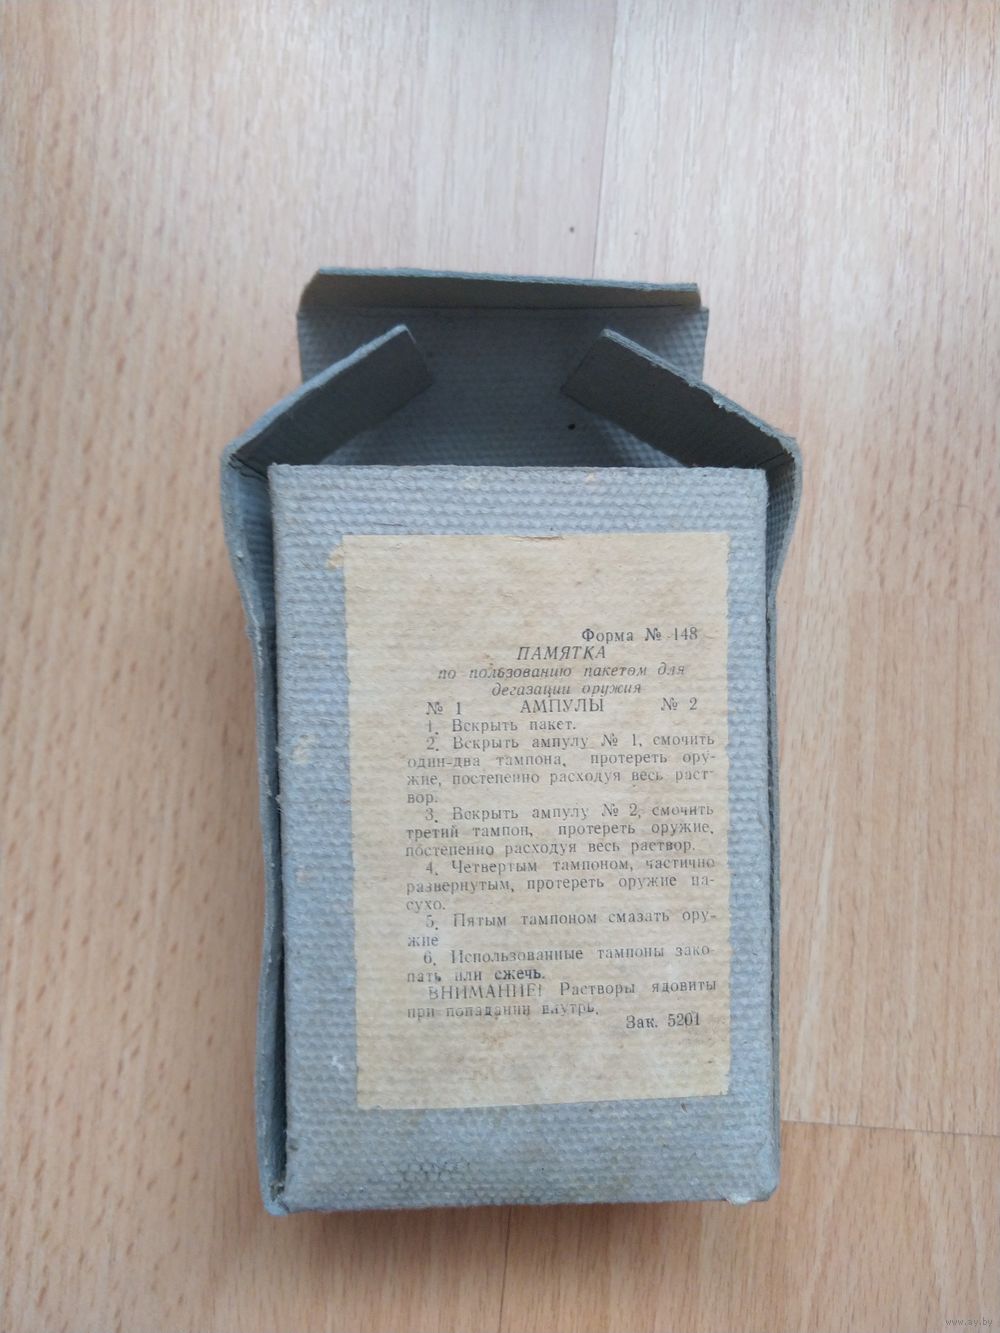 Форма № 148
ПАМЯТКА
по пользованию пакетом для
дегазации оружия
№ 1 АМПУЛЫ № 2
1. Вскрыть пакет.
2. Вскрыть ампулу № 1, смочить
один-два тампона, протереть ору-
жие, постепенно расходуя весь раст-
вор.
3. Вскрыть ампулу № 2, смочить
третий тампон, протереть оружие,
постепенно расходуя весь раствор.
4. Четвертым тампоном, частично
развернутым, протереть оружие на-
сухо.
5. Пятым тампоном смазать ору-
жие
6. Использованные тампоны зако-
пать или сжечь.
ВНИМАНИЕ! Растворы ядовиты
при попадании внутрь.
Зак. 5201
www.ay.by